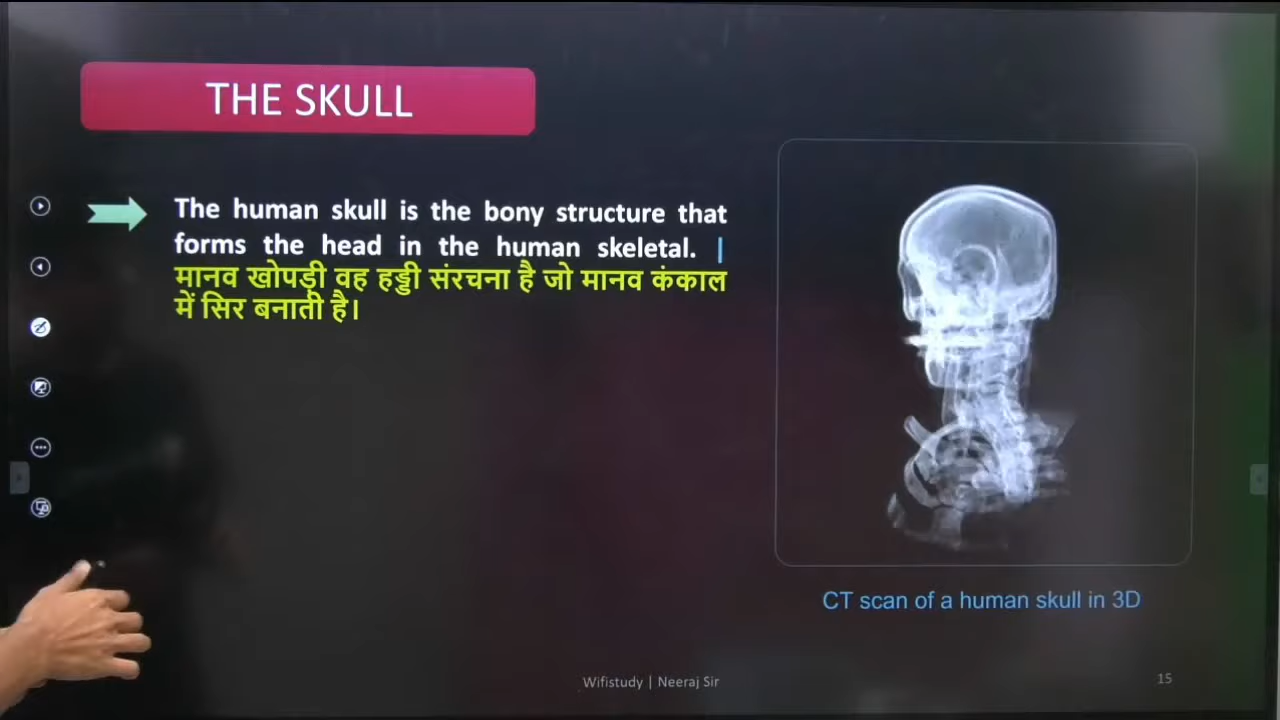 THE SKULL
The human skull is the bony structure that
forms the head in the human skeletal. |
मानव खोपड़ी वह हड्डी संरचना है जो मानव कंकाल
में सिर बनाती है।
CT scan of a human skull in 3D
Wifistudy | Neeraj Sir
15